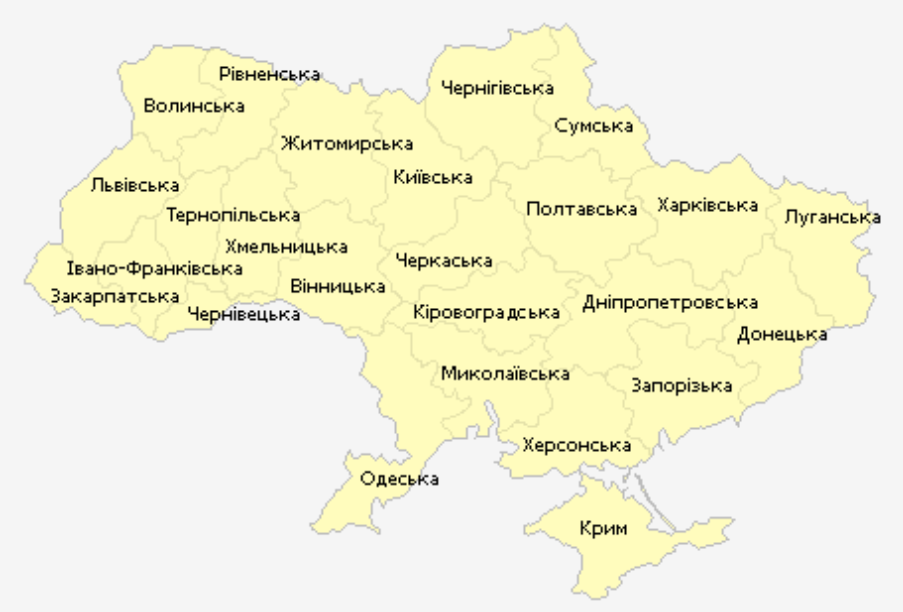 Рівненська
Чернігівська
Волинська
Сумська
Житомирська
Київська
Львівська
Харківська
Полтавська
Тернопільська
Луганська
Хмельницька
Черкаська
Івано-Франківська
Вінницька
Закарпатська
Дніпропетровська
Кіровоградська
Чернівецька
Донецька
Миколаївська
Запорізька
Херсонська
Одеська
Крим